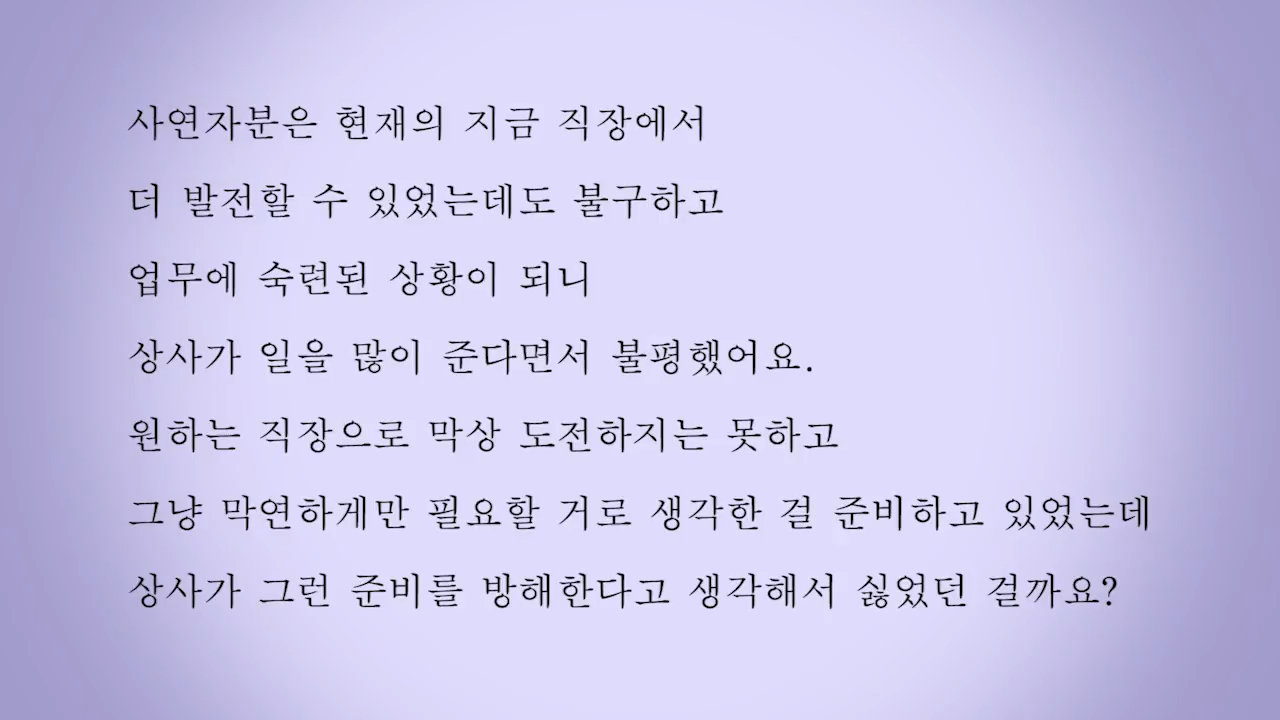 사연자분은 현재의 지금 직장에서
더 발전할 수 있었는데도 불구하고
업무에 숙련된 상황이 되니
상사가 일을 많이 준다면서 불평했어요.
원하는 직장으로 막상 도전하지는 못하고
그냥 막연하게만 필요할 거로 생각한 걸 준비하고 있었는데
상사가 그런 준비를 방해한다고 생각해서 싫었던 걸까요?